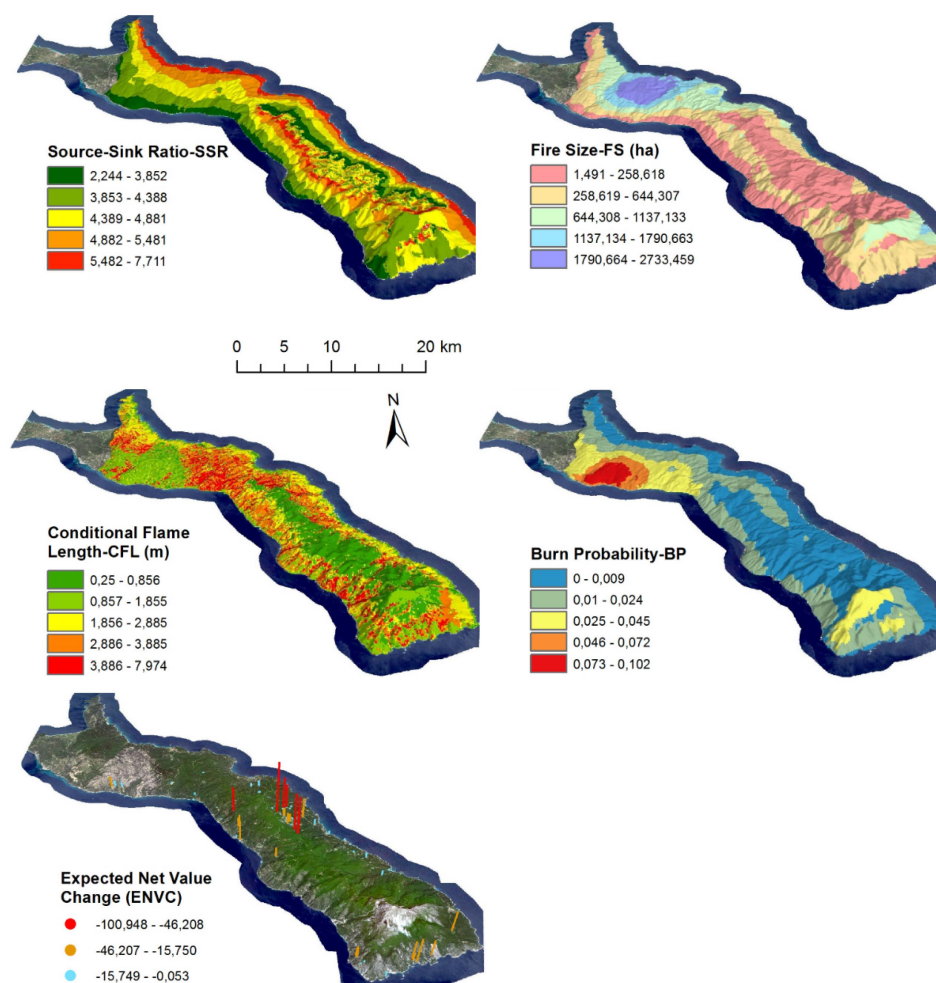 Source-Sink Ratio-SSR
2,244 - 3,852
3,853 - 4,388
4,389 - 4,881
4,882 - 5,481
5,482 - 7,711
Fire Size-FS (ha)
1,491 - 258,618
258,619 - 644,307
644,308 - 1137,133
1137,134 - 1790,663
1790,664 - 2733,459
0 5 10 20 km
N
Conditional Flame
Length-CFL (m)
0,25 - 0,856
0,857 - 1,855
1,856 - 2,885
2,886 - 3,885
3,886 - 7,974
Burn Probability-BP
0 - 0,009
0,01 - 0,024
0,025 - 0,045
0,046 - 0,072
0,073 - 0,102
Expected Net Value
Change (ENVC)
-100,948 - -46,208
-46,207 - -15,750
-15,749 - -0,053